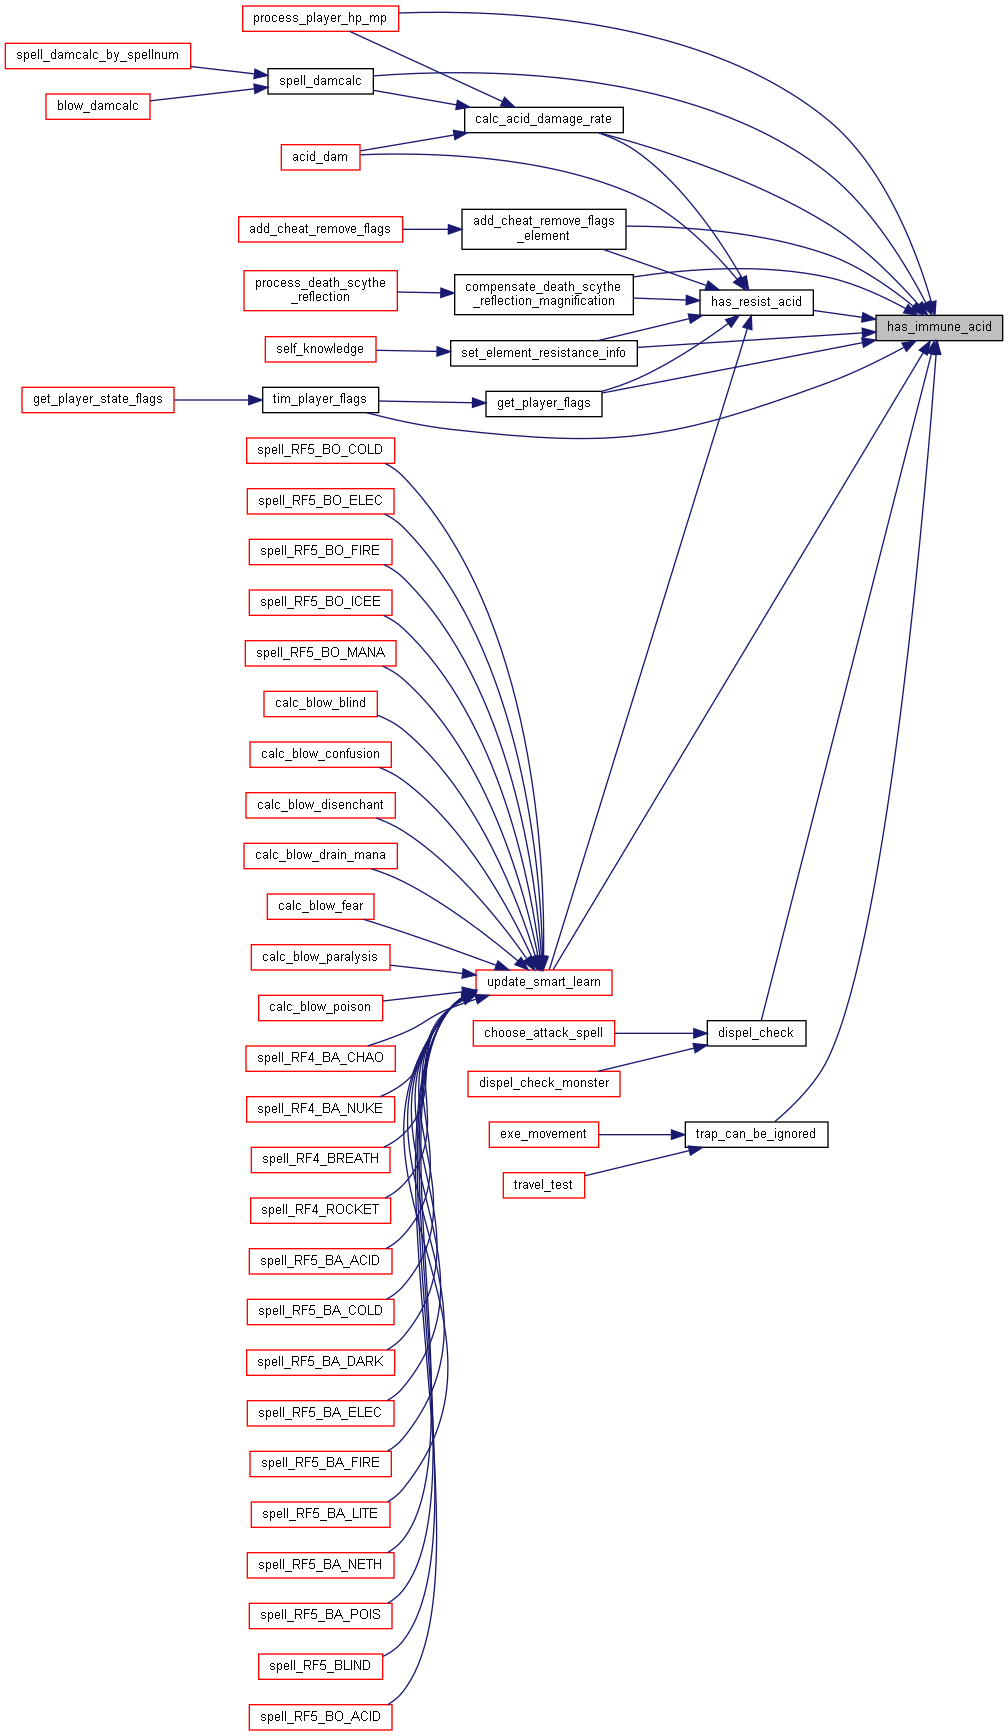 process_player_hp_mp
spell_damcalc_by_spellnum
spell_damcalc
blow_damcalc
calc_acid_damage_rate
acid_dam
add_cheat_remove_flags
add_cheat_remove_flags
_element
process_death_scythe
_reflection
compensate_death_scythe
_reflection_magnification
has_resist_acid
has_immune_acid
self_knowledge
set_element_resistance_info
get_player_state_flags
tim_player_flags
get_player_flags
spell_RF5_BO_COLD
spell_RF5_BO_ELEC
spell_RF5_BO_FIRE
spell_RF5_BO_ICEE
spell_RF5_BO_MANA
calc_blow_blind
calc_blow_confusion
calc_blow_disenchant
calc_blow_drain_mana
calc_blow_fear
calc_blow_paralysis
update_smart_learn
calc_blow_poison
choose_attack_spell
dispel_check
spell_RF4_BA_CHAO
dispel_check_monster
spell_RF4_BA_NUKE
exe_movement
trap_can_be_ignored
spell_RF4_BREATH
travel_test
spell_RF4_ROCKET
spell_RF5_BA_ACID
spell_RF5_BA_COLD
spell_RF5_BA_DARK
spell_RF5_BA_ELEC
spell_RF5_BA_FIRE
spell_RF5_BA_LITE
spell_RF5_BA_NETH
spell_RF5_BA_POIS
spell_RF5_BLIND
spell_RF5_BO_ACID